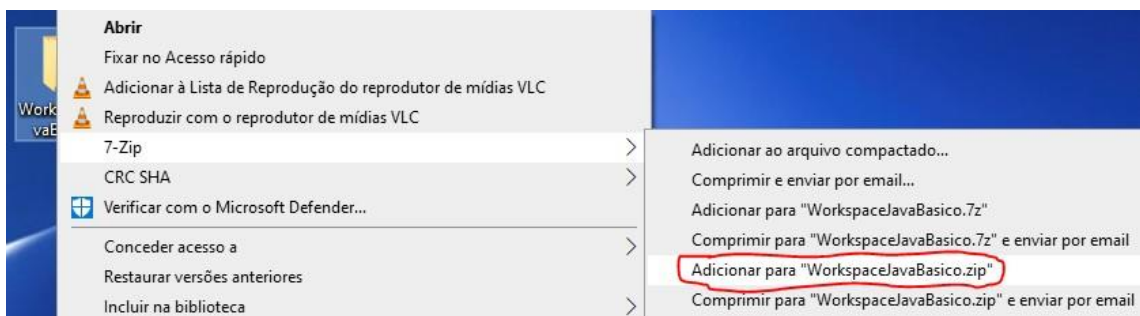 Abrir
Fixar no Acesso rápido
Adicionar à Lista de Reprodução do reprodutor de mídias VLC
Reproduzir com o reprodutor de mídias VLC
7-Zip
CRC SHA
Verificar com o Microsoft Defender...
Conceder acesso a
Restaurar versões anteriores
Incluir na biblioteca
Work
vaB
Adicionar ao arquivo compactado...
Comprimir e enviar por email...
Adicionar para "WorkspaceJavaBasico.7z"
Comprimir para "WorkspaceJavaBasico.7z" e enviar por email
Adicionar para "WorkspaceJavaBasico.zip"
Comprimir para "WorkspaceJavaBasico.zip" e enviar por email